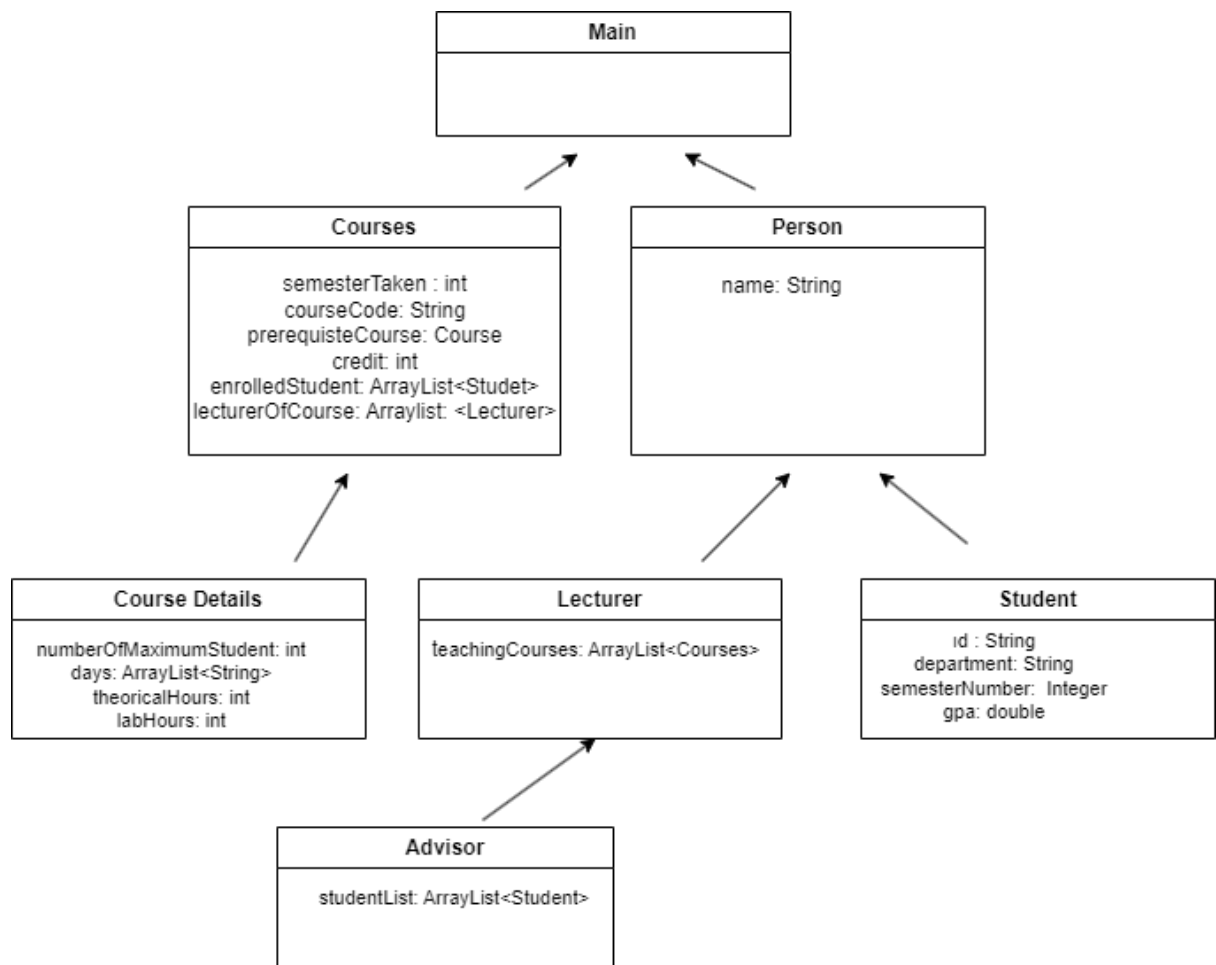 Main
Courses
semesterTaken : int
courseCode: String
prerequisteCourse: Course
credit: int
enrolledStudent: ArrayList<Studet>
lecturerOfCourse: Arraylist: <Lecturer>
Person
name: String
Course Details
numberOfMaximumStudent: int
days: ArrayList<String>
theoricalHours: int
labHours: int
Lecturer
teachingCourses: ArrayList<Courses>
Student
ıd : String
department: String
semesterNumber: Integer
gpa: double
Advisor
studentList: ArrayList<Student>